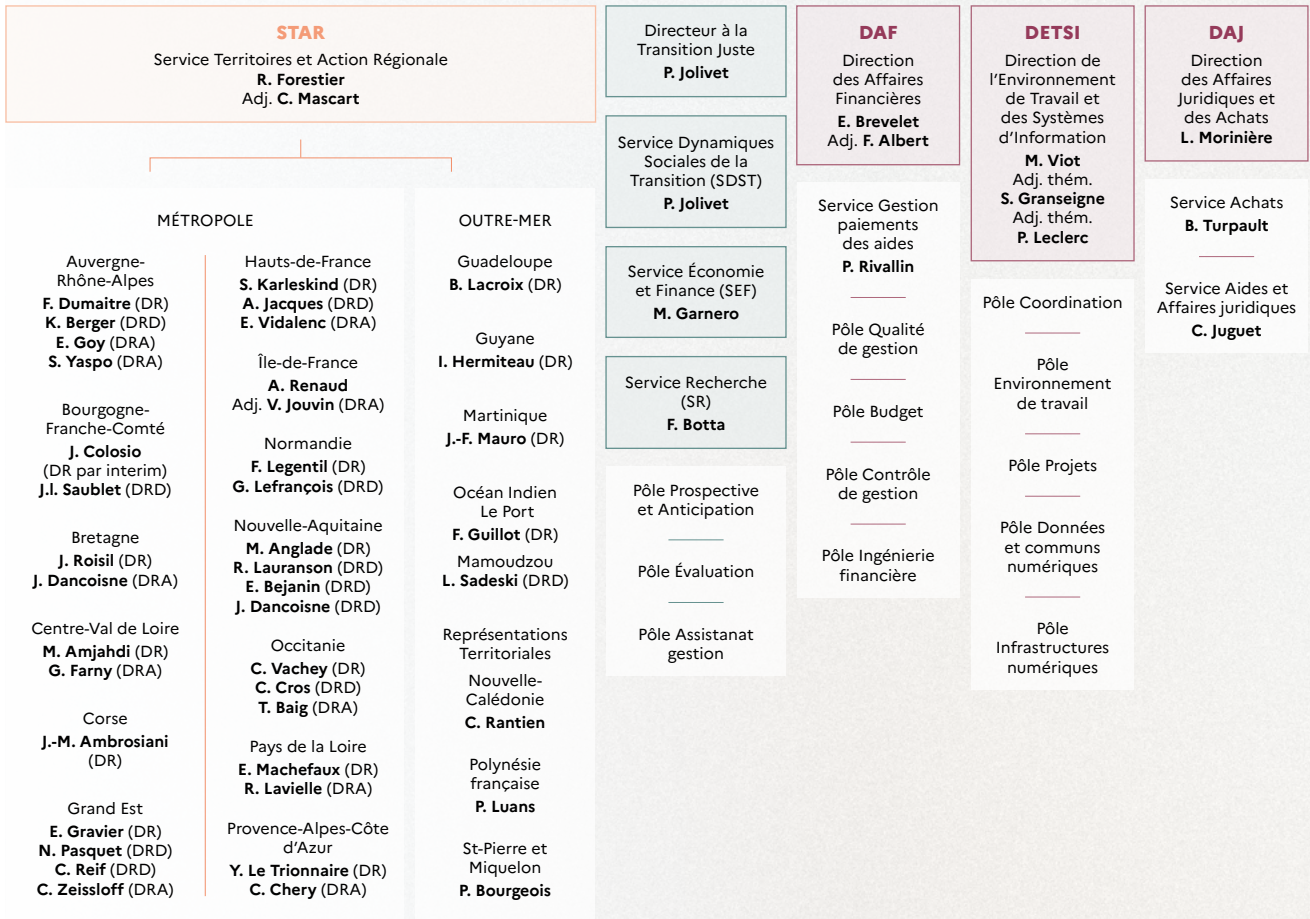 STAR
Service Territoires et Action Régionale
R. Forestier
Adj. C. Mascart
MÉTROPOLE
Auvergne-
Rhône-Alpes
F. Dumaitre (DR)
K. Berger (DRD)
E. Goy (DRA)
S. Yaspo (DRA)
Bourgogne-
Franche-Comté
J. Colosio
(DR par interim)
J.l. Saublet (DRD)
Bretagne
J. Roisil (DR)
J. Dancoisne (DRA)
Centre-Val de Loire
M. Amjahdi (DR)
G. Farny (DRA)
Corse
J.-M. Ambrosiani
(DR)
Grand Est
E. Gravier (DR)
N. Pasquet (DRD)
C. Reif (DRD)
C. Zeissloff (DRA)
Hauts-de-France
S. Karleskind (DR)
A. Jacques (DRD)
E. Vidalenc (DRA)
Île-de-France
A. Renaud
Adj. V. Jouvin (DRA)
Normandie
F. Legentil (DR)
G. Lefrançois (DRD)
Nouvelle-Aquitaine
M. Anglade (DR)
R. Lauranson (DRD)
E. Bejanin (DRD)
J. Dancoisne (DRD)
Occitanie
C. Vachey (DR)
C. Cros (DRD)
T. Baig (DRA)
Pays de la Loire
E. Machefaux (DR)
R. Lavielle (DRA)
Provence-Alpes-Côte
d'Azur
Y. Le Trionnaire (DR)
C. Chery (DRA)
OUTRE-MER
Guadeloupe
B. Lacroix (DR)
Guyane
I. Hermiteau (DR)
Martinique
J.-F. Mauro (DR)
Océan Indien
Le Port
F. Guillot (DR)
Mamoudzou
L. Sadeski (DRD)
Représentations
Territoriales
Nouvelle-
Calédonie
C. Rantien
Polynésie
française
P. Luans
St-Pierre et
Miquelon
P. Bourgeois
Directeur à la
Transition Juste
P. Jolivet
Service Dynamiques
Sociales de la
Transition (SDST)
P. Jolivet
Service Économie
et Finance (SEF)
M. Garnero
Service Recherche
(SR)
F. Botta
Pôle Prospective
et Anticipation
Pôle Évaluation
Pôle Assistanat
gestion
DAF
Direction
des Affaires
Financières
E. Brevelet
Adj. F. Albert
Service Gestion
paiements
des aides
P. Rivallin
Pôle Qualité
de gestion
Pôle Budget
Pôle Contrôle
de gestion
Pôle Ingénierie
financière
DETSI
Direction de
l'Environnement
de Travail et
des Systèmes
d'Information
M. Viot
Adj. thém.
S. Granseigne
Adj. thém.
P. Leclerc
Pôle Coordination
Pôle
Environnement
de travail
Pôle Projets
Pôle Données
et communs
numériques
Pôle
Infrastructures
numériques
DAJ
Direction
des Affaires
Juridiques et
des Achats
L. Morinière
Service Achats
B. Turpault
Service Aides et
Affaires juridiques
C. Juguet